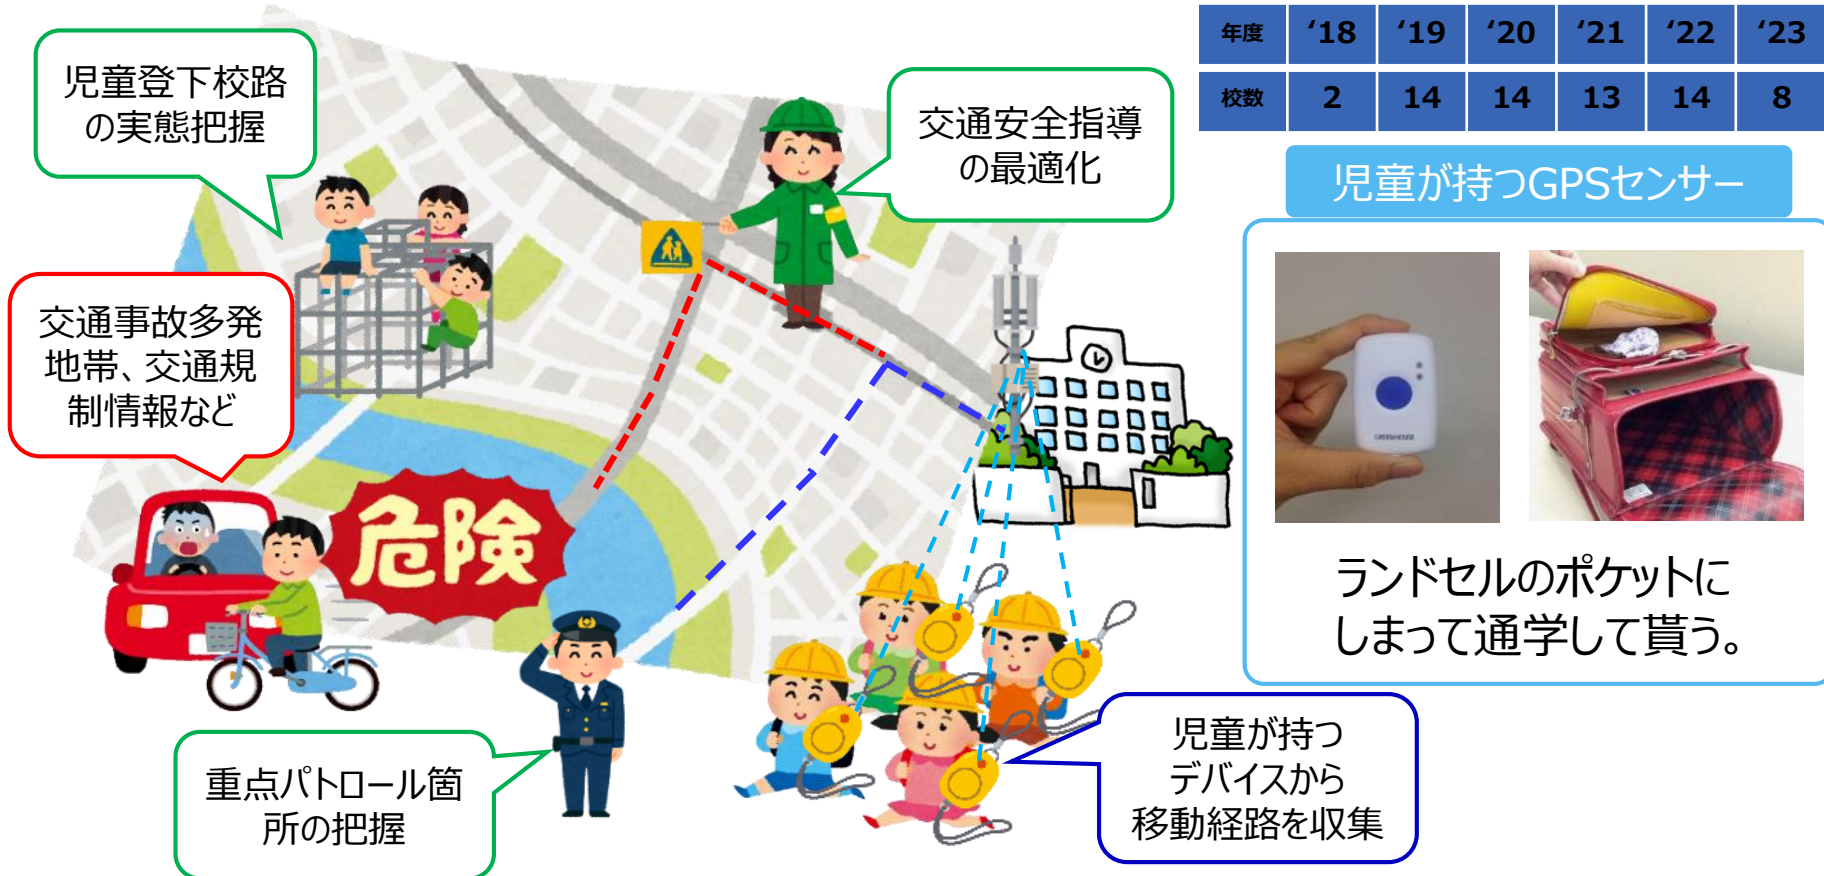 児童登下校路
の実態把握
交通安全指導
の最適化
年度 ‘18 ‘19 ‘20 ‘21 ‘22 ‘23
校数 2 14 14 13 14 8
児童が持つGPSセンサー
GREENHOUSE
ランドセルのポケットに
しまって通学して貰う。
交通事故多発
地帯、交通規
制情報など
危険
重点パトロール箇
所の把握
児童が持つ
デバイスから
移動経路を収集